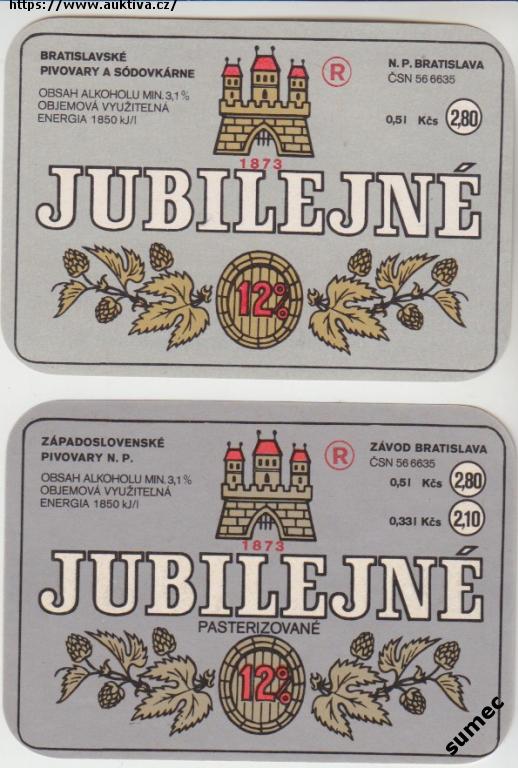 https://www.auktiva.cz/
BRATISLAVSKÉ
PIVOVARY A SÓDOVKÁRNE
OBSAH ALKOHOLU MIN. 3,1 %
OBJEMOVÁ VYUŽITEĽNÁ
ENERGIA 1850 kJ/l
®
N. P. BRATISLAVA
ČSN 56 6635
0,5 l Kčs 2,80
1873
JUBILEJNÉ
12%
ZÁPADOSLOVENSKÉ
PIVOVARY N. P.
OBSAH ALKOHOLU MIN. 3,1 %
OBJEMOVÁ VYUŽITEĽNÁ
ENERGIA 1850 kJ/l
®
ZÁVOD BRATISLAVA
ČSN 56 6635
0,5 l Kčs 2,80
0,33 l Kčs 2,10
1873
JUBILEJNÉ
PASTERIZOVANÉ
12%
sumec